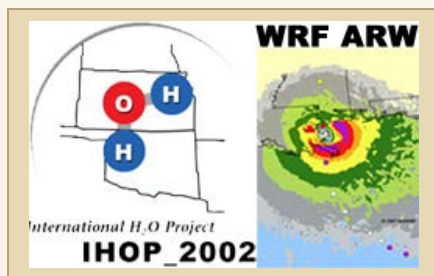 WRF ARW
O
H
H
International H₂O Project
IHOP_2002